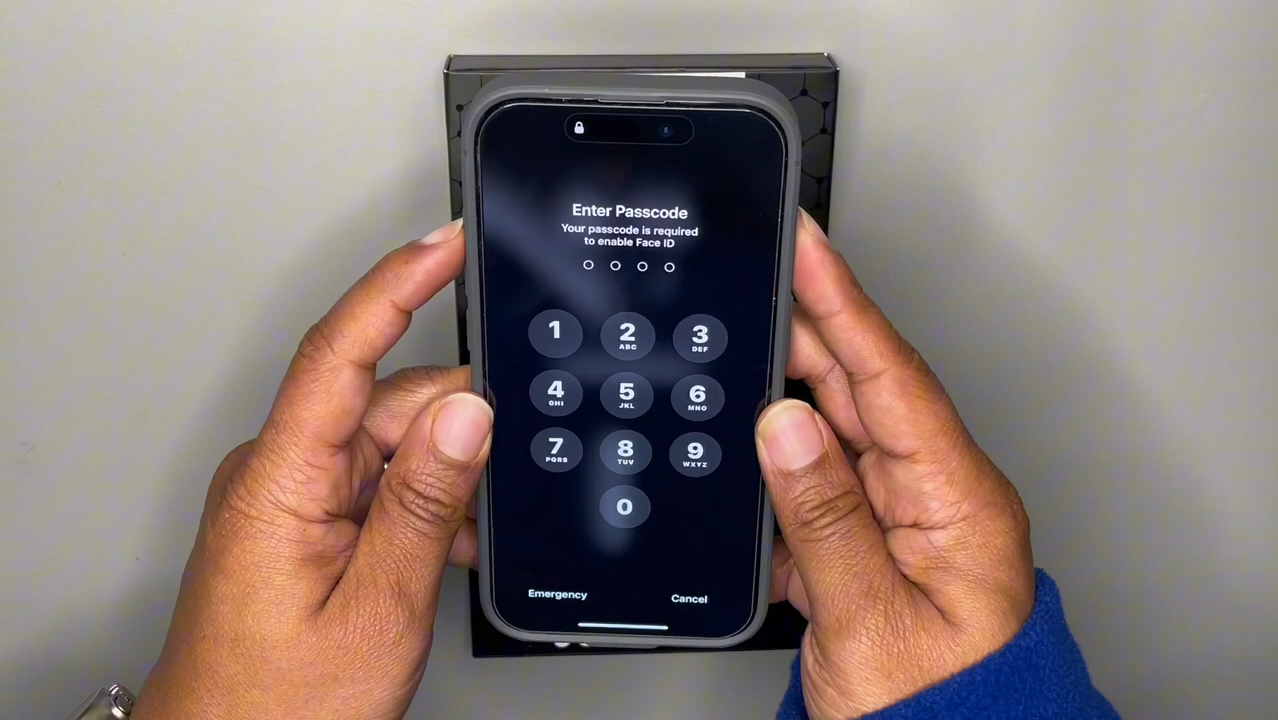 Enter Passcode
Your passcode is required
to enable Face ID
1
2
ABC
3
DEF
4
GHI
5
JKL
6
MNO
7
PQRS
8
TUV
9
WXYZ
0
Emergency
Cancel